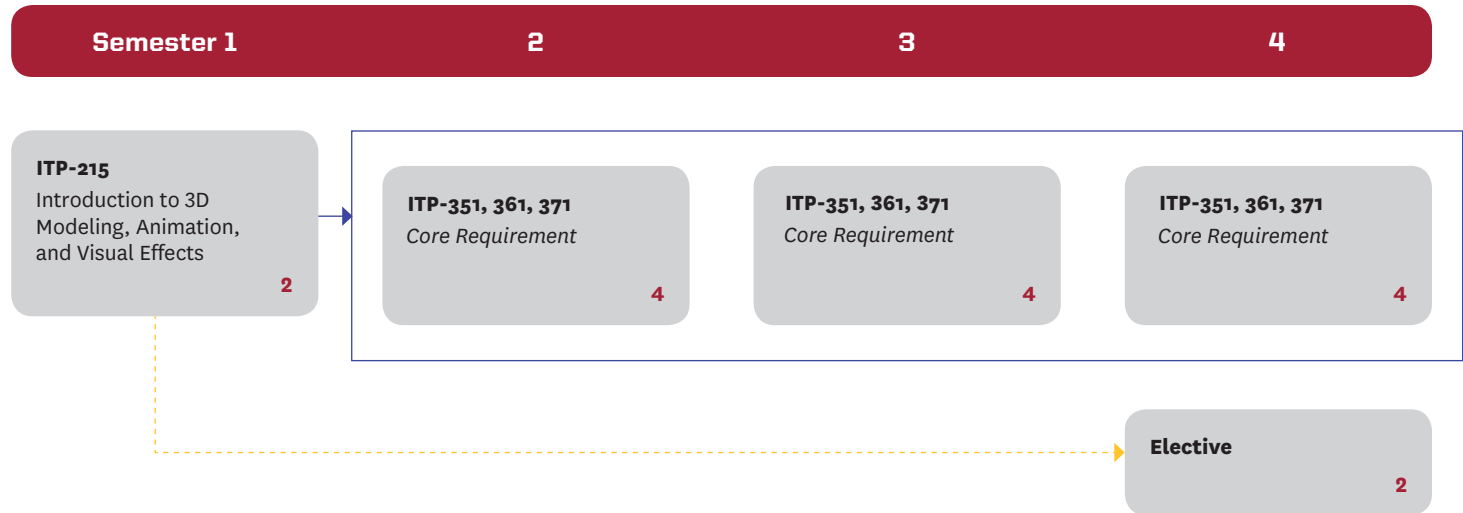 Semester 1
2
3
4
ITP-215
Introduction to 3D
Modeling, Animation,
and Visual Effects
2
ITP-351, 361, 371
Core Requirement
4
ITP-351, 361, 371
Core Requirement
4
ITP-351, 361, 371
Core Requirement
4
Elective
2